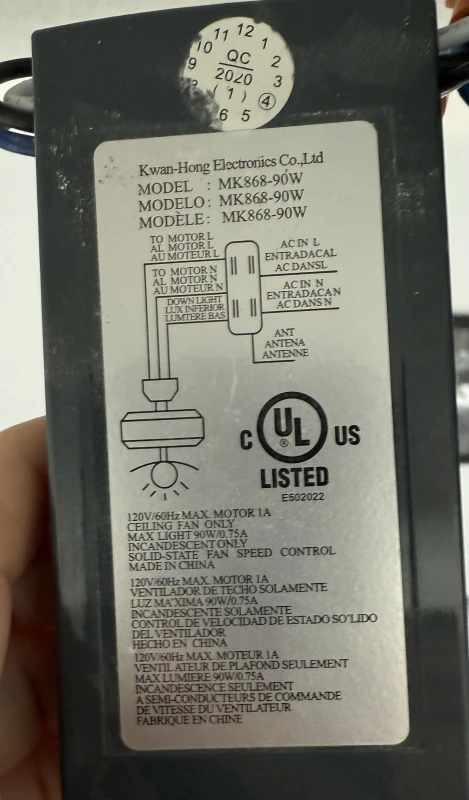 11 12 1
10 2
9 QC 3
2020
( 1 ) ④
6 5
Kwan-Hong Electroniics Co.,Ltd
MODEL : MK868-90W
MODELO : MK868-90W
MODÈLE : MK868-90W
TO MOTOR L
AL MOTOR L
AU MOTEUR L
TO MOTOR N
AL MOTOR N
AU MOTEUR N
DOWN LIGHT
LUX INFERIOR
LUMTERE BAS
AC IN L
ENTRADACAL
AC DANSL
AC IN N
ENTRADACAN
AC DANS N
ANT
ANTENA
ANTENNE
C UL ® US
LISTED
E502022
120V/60Hz MAX. MOTOR 1A
CEILING FAN ONLY
MAX LIGHT 90W/0.75A
INCANDESCENT ONLY
SOLID-STATE FAN SPEED CONTROL
MADE IN CHINA
120V/60Hz MAX. MOTOR 1A
VENTILADOR DE TECHO SOLAMENTE
LUZ MA'XIMA 90W/0.75A
INCANDESCENTE SOLAMENTE
CONTROL DE VELOCIDAD DE ESTADO SO'LIDO
DEL VENTILADOR
HECHO EN CHINA
120V/60Hz MAX. MOTEUR 1A
VENTILATEUR DE PLAFOND SEULEMENT
MAX LUMIERE 90W/0.75A
INCANDESCENCE SEULEMENT
A SEMI-CONDUCTEURS DE COMMANDE
DE VITESSE DU VENTILATEUR
FABRIQUE EN CHINE